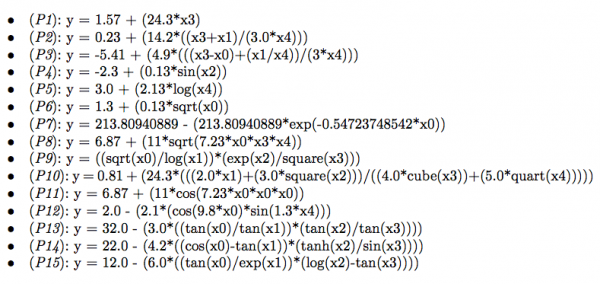 • (P1): y = 1.57 + (24.3*x3)
• (P2): y = 0.23 + (14.2*((x3+x1)/(3.0*x4)))
• (P3): y = -5.41 + (4.9*(((x3-x0)+(x1/x4))/(3*x4)))
• (P4): y = -2.3 + (0.13*sin(x2))
• (P5): y = 3.0 + (2.13*log(x4))
• (P6): y = 1.3 + (0.13*sqrt(x0))
• (P7): y = 213.80940889 - (213.80940889*exp(-0.54723748542*x0))
• (P8): y = 6.87 + (11*sqrt(7.23*x0*x3*x4))
• (P9): y = ((sqrt(x0)/log(x1))*(exp(x2)/square(x3)))
• (P10): y = 0.81 + (24.3*(((2.0*x1)+(3.0*square(x2)))/((4.0*cube(x3))+(5.0*quart(x4)))))
• (P11): y = 6.87 + (11*cos(7.23*x0*x0*x0))
• (P12): y = 2.0 - (2.1*(cos(9.8*x0)*sin(1.3*x4)))
• (P13): y = 32.0 - (3.0*((tan(x0)/tan(x1))*(tan(x2)/tan(x3))))
• (P14): y = 22.0 - (4.2*((cos(x0)-tan(x1))*(tanh(x2)/sin(x3))))
• (P15): y = 12.0 - (6.0*((tan(x0)/exp(x1))*(log(x2)-tan(x3))))